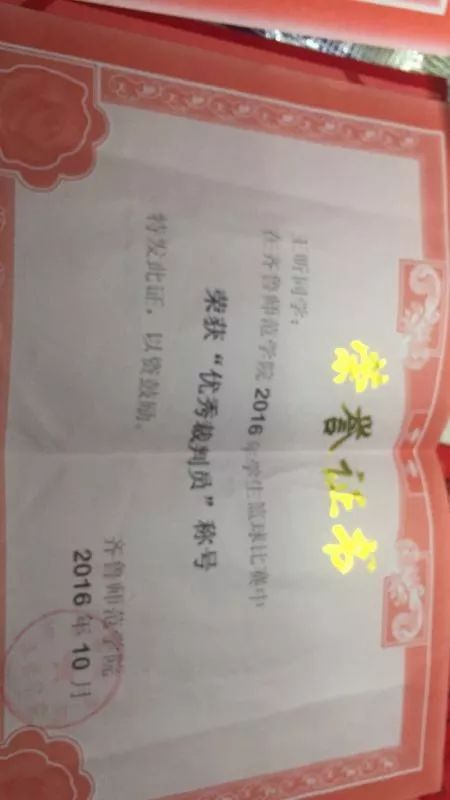 荣誉证书
王昕同学：
在齐鲁师范学院2016年学生篮球比赛中
荣获“优秀裁判员”称号
特发此证，以资鼓励。
齐鲁师范学院
2016年10月